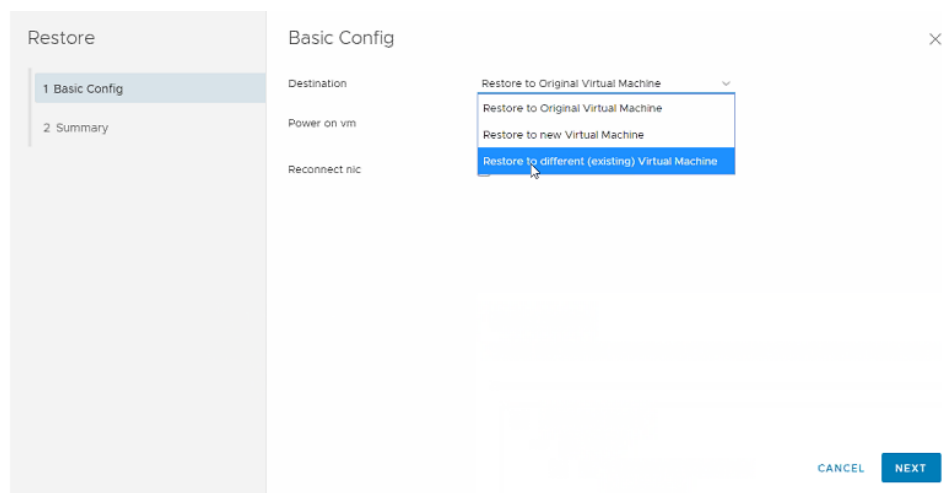 Restore
1 Basic Config
2 Summary
Basic Config
Destination
Restore to Original Virtual Machine
Restore to Original Virtual Machine
Restore to new Virtual Machine
Restore to different (existing) Virtual Machine
Power on vm
Reconnect nic
CANCEL
NEXT